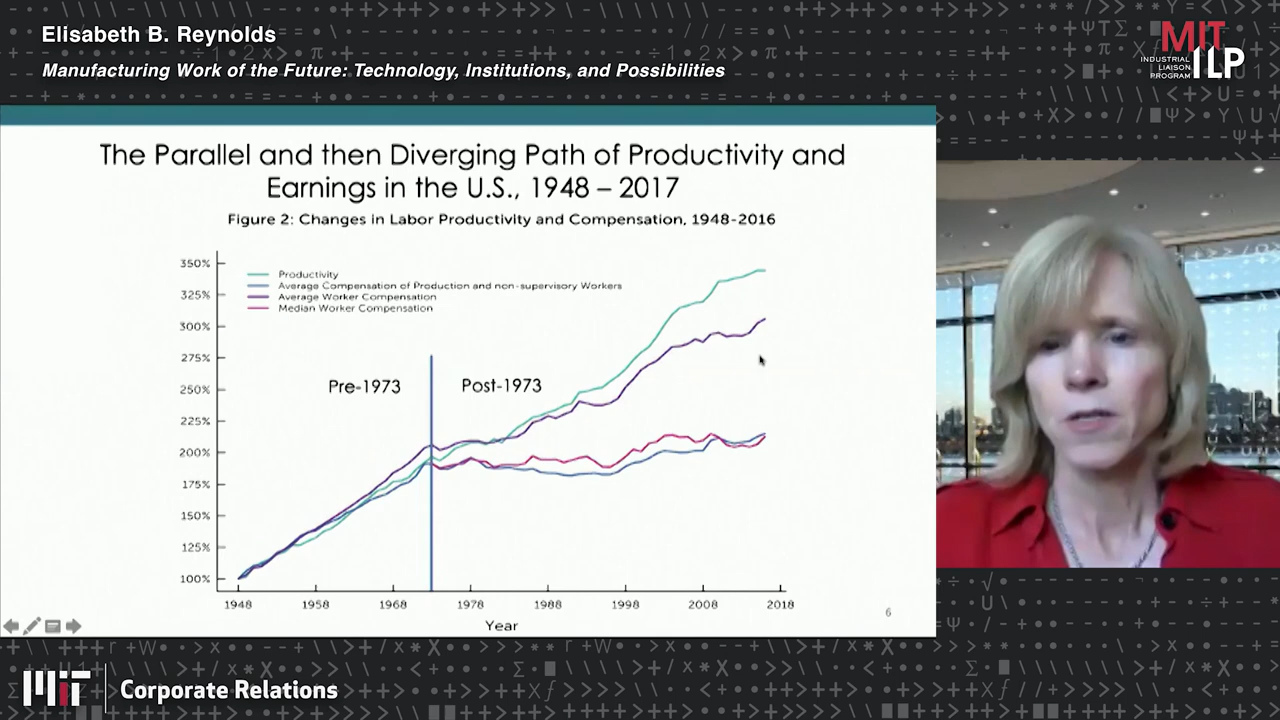 Elisabeth B. Reynolds
Manufacturing Work of the Future: Technology, Institutions, and Possibilities
MIT
INDUSTRIAL
LIAISON
PROGRAM
ILP
The Parallel and then Diverging Path of Productivity and
Earnings in the U.S., 1948 – 2017
Figure 2: Changes in Labor Productivity and Compensation, 1948-2016
350%
325%
300%
275%
250%
225%
200%
175%
150%
125%
100%
Productivity
Average Compensation of Production and non-supervisory Workers
Average Worker Compensation
Median Worker Compensation
Pre-1973
Post-1973
1948 1958 1968 1978 1988 1998 2008 2018
Year
6
MIT
Corporate Relations